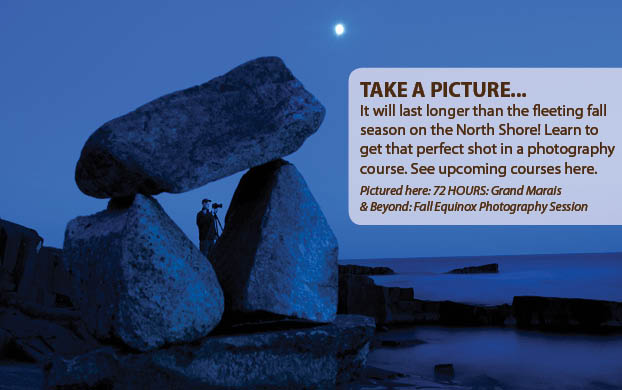 TAKE A PICTURE...
It will last longer than the fleeting fall
season on the North Shore! Learn to
get that perfect shot in a photography
course. See upcoming courses here.
Pictured here: 72 HOURS: Grand Marais
& Beyond: Fall Equinox Photography Session